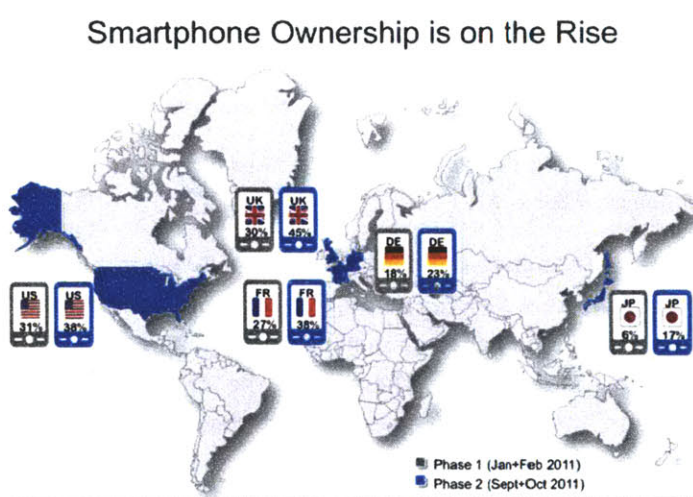 Smartphone Ownership is on the Rise
UK
30%
UK
45%
DE
18%
DE
23%
US
31%
US
38%
FR
27%
FR
38%
JP
6%
JP
17%
Phase 1 (Jan+Feb 2011)
Phase 2 (Sept+Oct 2011)